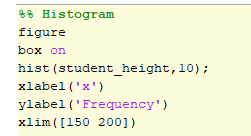 %% Histogram
figure
box on
hist(student_height,10);
xlabel('x')
ylabel('Frequency')
xlim([150 200])